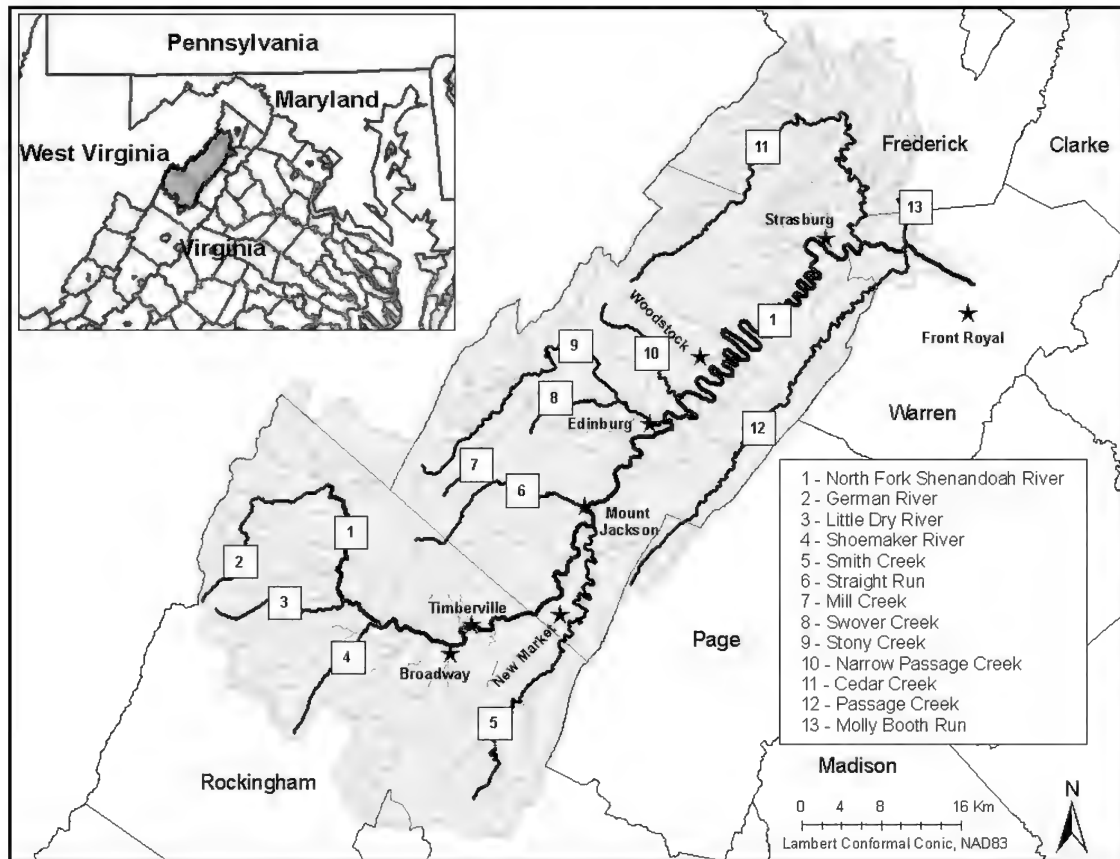 Pennsylvania
Maryland
West Virginia
Virginia
Frederick
Clarke
11
13
Strasburg
Woodstock
1
Front Royal
9
10
8
Edinburg
Warren
12
7
6
Mount
Jackson
1
2
3
Timberville
New Market
4
Broadway
Page
5
Rockingham
Madison
1 - North Fork Shenandoah River
2 - German River
3 - Little Dry River
4 - Shoemaker River
5 - Smith Creek
6 - Straight Run
7 - Mill Creek
8 - Swover Creek
9 - Stony Creek
10 - Narrow Passage Creek
11 - Cedar Creek
12 - Passage Creek
13 - Molly Booth Run
0 4 8 16 Km
Lambert Conformal Conic, NAD83
N